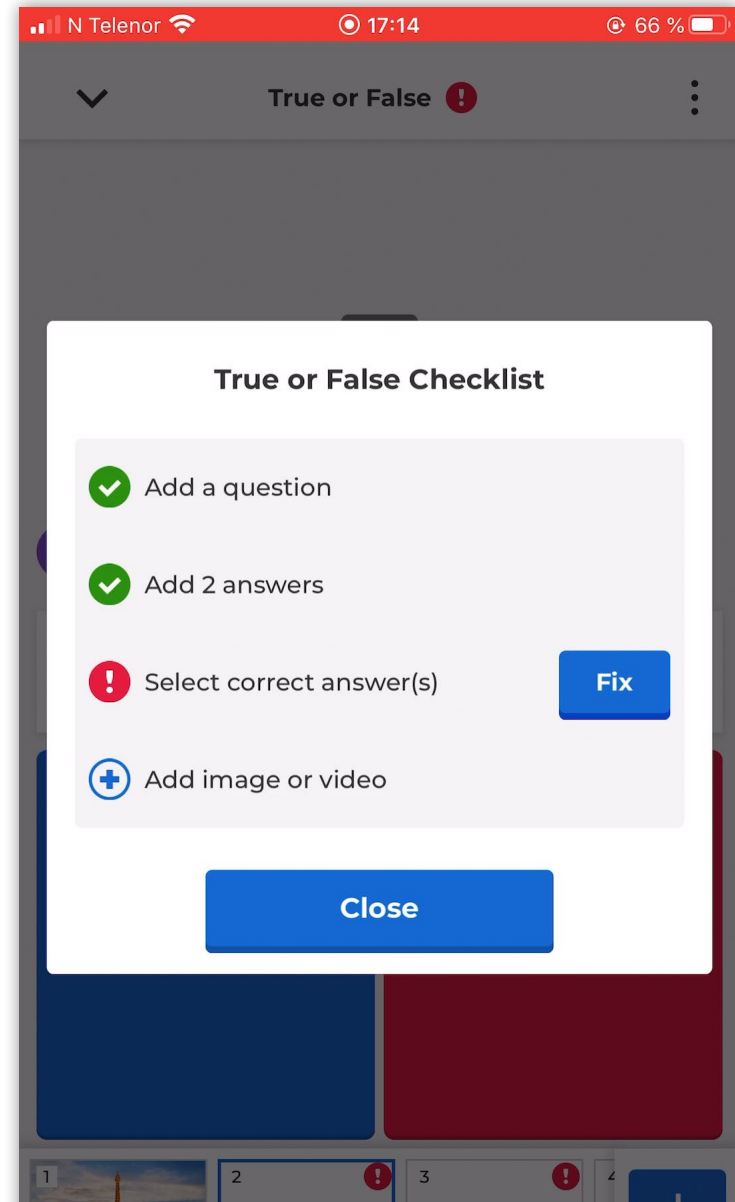 N Telenor 17:14 66 %
True or False !
True or False Checklist
Add a question
Add 2 answers
! Select correct answer(s) Fix
Add image or video
Close
1 2 ! 3 ! 4